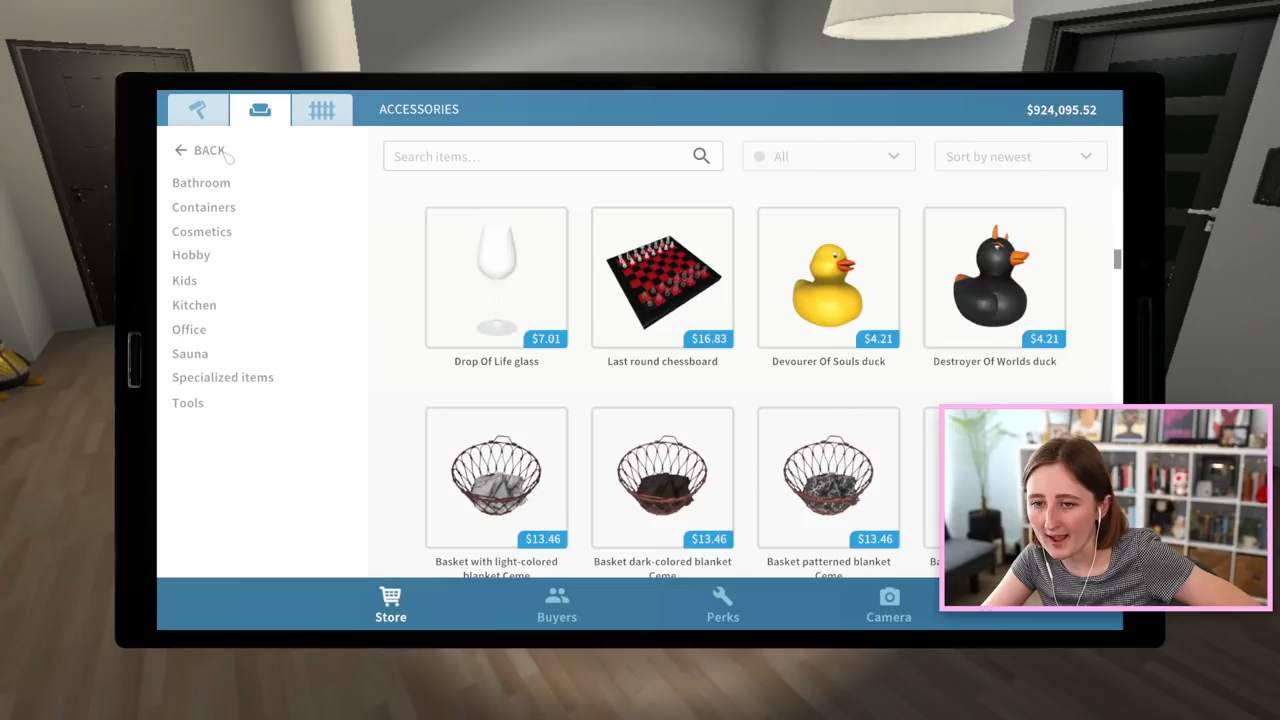 ACCESSORIES
$924,095.52
BACK
Search items...
All
Sort by newest
Bathroom
Containers
Cosmetics
Hobby
Kids
Kitchen
Office
Sauna
Specialized items
Tools
$7.01
$16.83
$4.21
$4.21
Drop Of Life glass
Last round chessboard
Devourer Of Souls duck
Destroyer Of Worlds duck
$13.46
$13.46
$13.46
Basket with light-colored
blanket Ceme
Basket dark-colored blanket
Ceme
Basket patterned blanket
Ceme
Store
Buyers
Perks
Camera